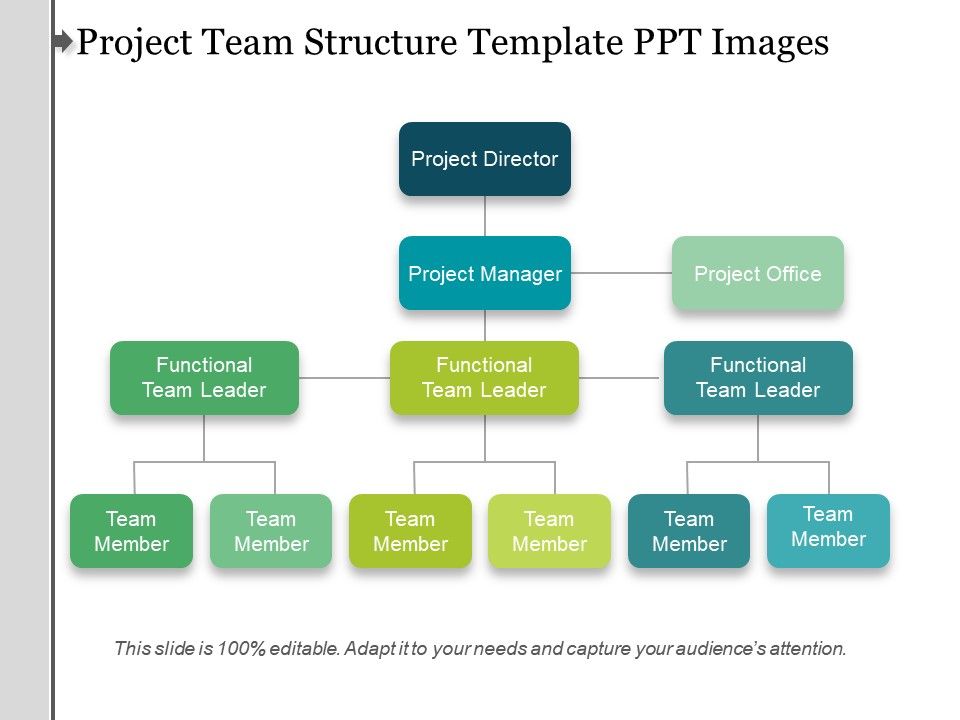 Project Team Structure Template PPT Images
Project Director
Project Manager
Project Office
Functional
Team Leader
Functional
Team Leader
Functional
Team Leader
Team
Member
Team
Member
Team
Member
Team
Member
Team
Member
Team
Member
This slide is 100% editable. Adapt it to your needs and capture your audience's attention.